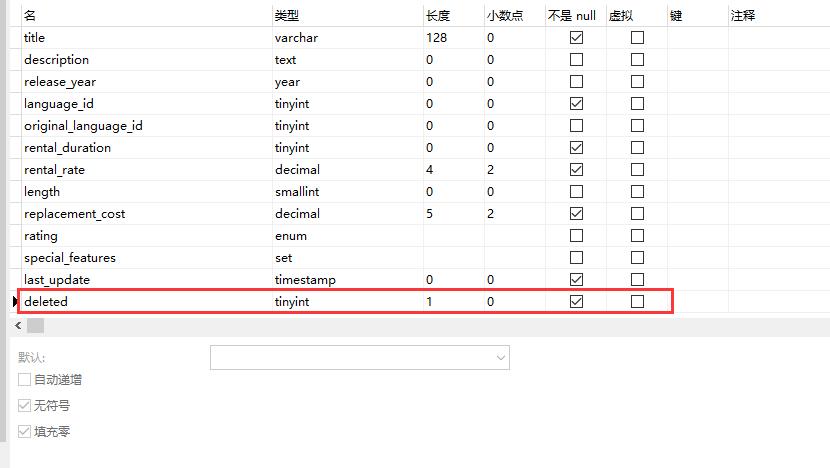 名 类型 长度 小数点 不是 null 虚拟 键 注释
title varchar 128 0
description text 0 0
release_year year 0 0
language_id tinyint 0 0
original_language_id tinyint 0 0
rental_duration tinyint 0 0
rental_rate decimal 4 2
length smallint 0 0
replacement_cost decimal 5 2
rating enum
special_features set
last_update timestamp 0 0
deleted tinyint 1 0
默认:
自动递增
无符号
填充零